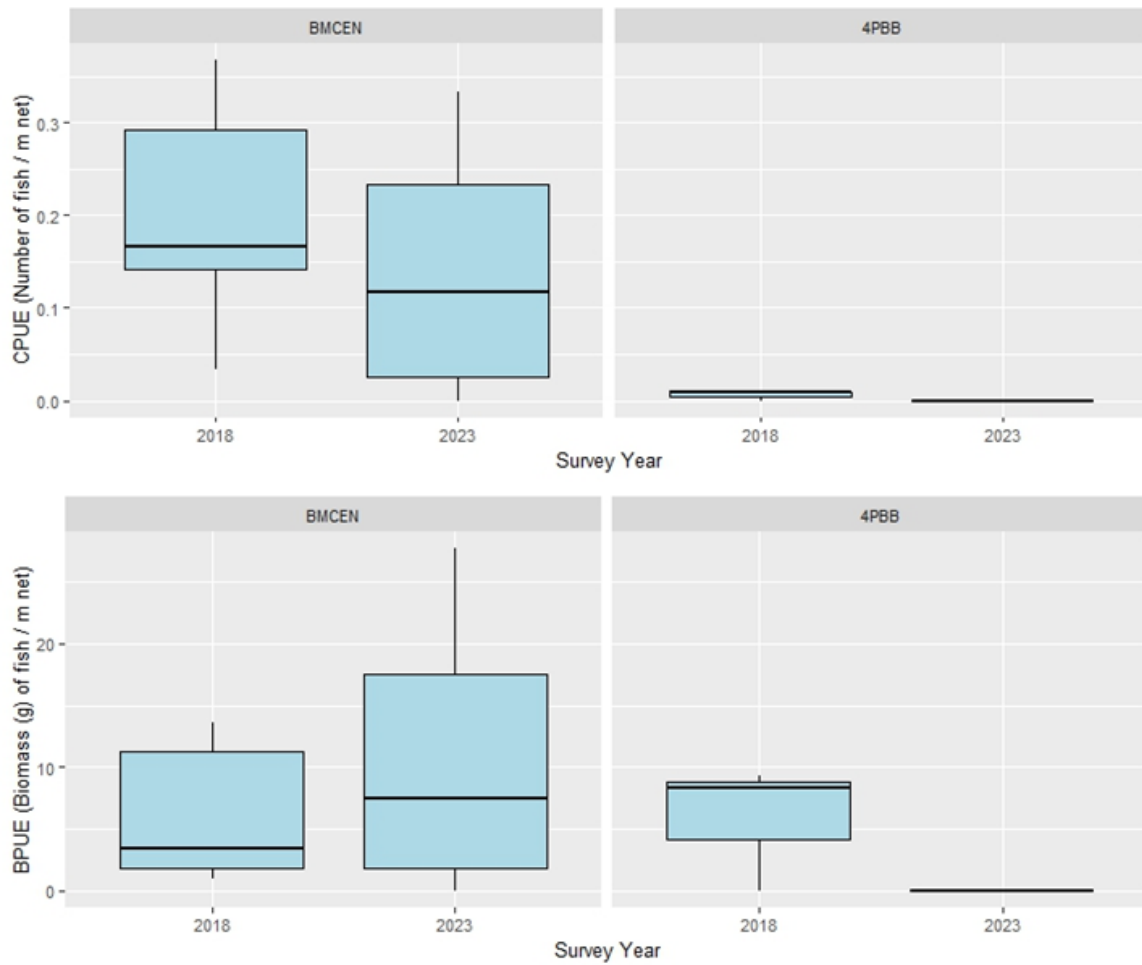 BMCEN 4PBB
CPUE (Number of fish / m net)
0.3
0.2
0.1
0.0
2018 2023 2018 2023
Survey Year
BMCEN 4PBB
BPUE (Biomass (g) of fish / m net)
20
10
0
2018 2023 2018 2023
Survey Year